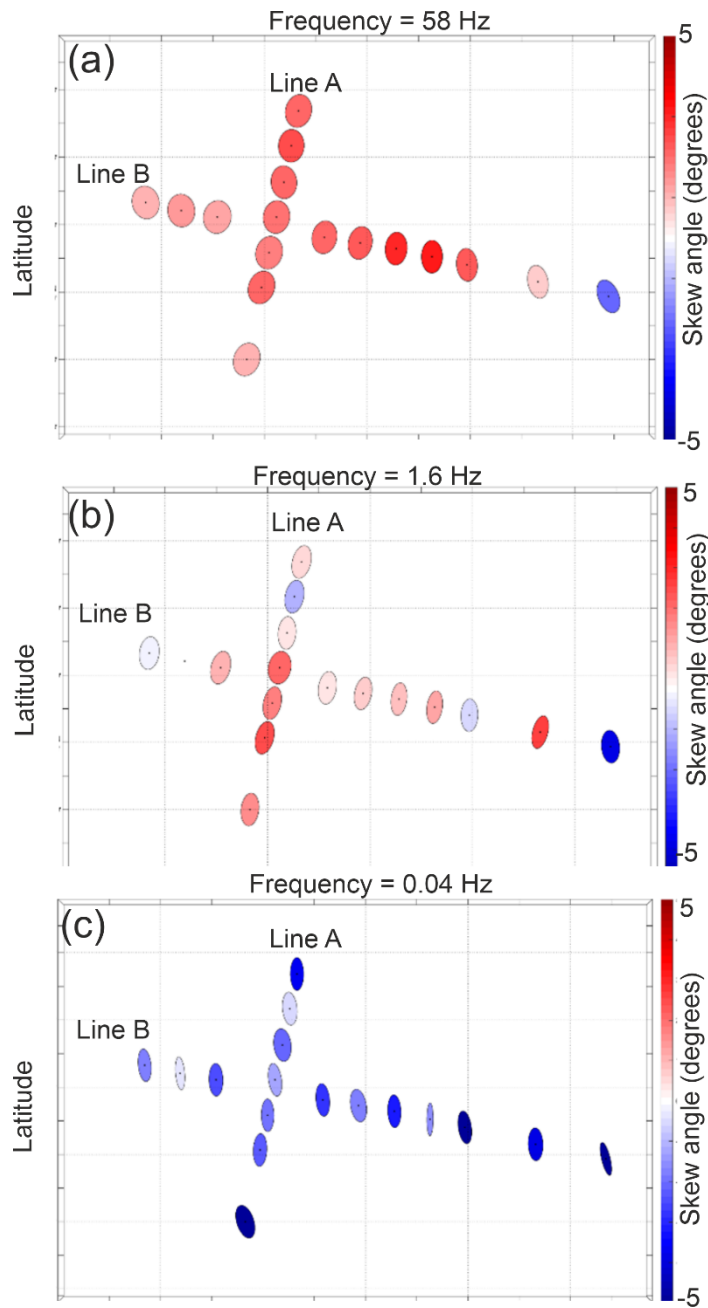 Frequency = 58 Hz
(a)
Line A
Line B
Latitude
5
Skew angle (degrees)
-5
Frequency = 1.6 Hz
(b)
Line A
Line B
Latitude
5
Skew angle (degrees)
-5
Frequency = 0.04 Hz
(c)
Line A
Line B
Latitude
5
Skew angle (degrees)
-5